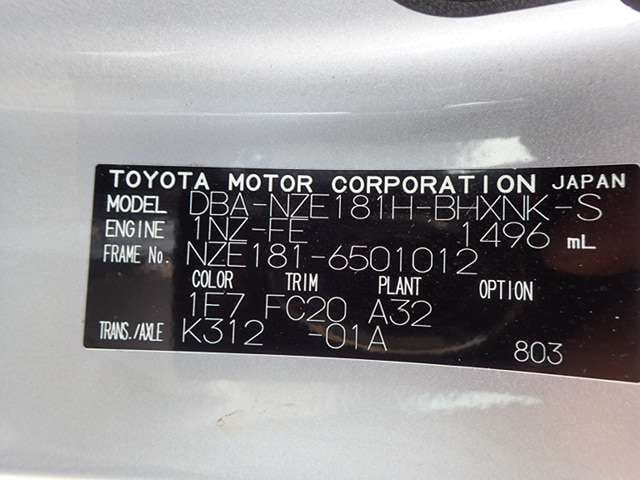 TOYOTA MOTOR CORPORATION JAPAN
MODEL DBA-NZE181H-BHXNK-S
ENGINE 1NZ-FE 1496 mL
FRAME No. NZE181-6501012
COLOR TRIM PLANT OPTION
1F7 FC20 A32
TRANS./AXLE K312 -01A
803